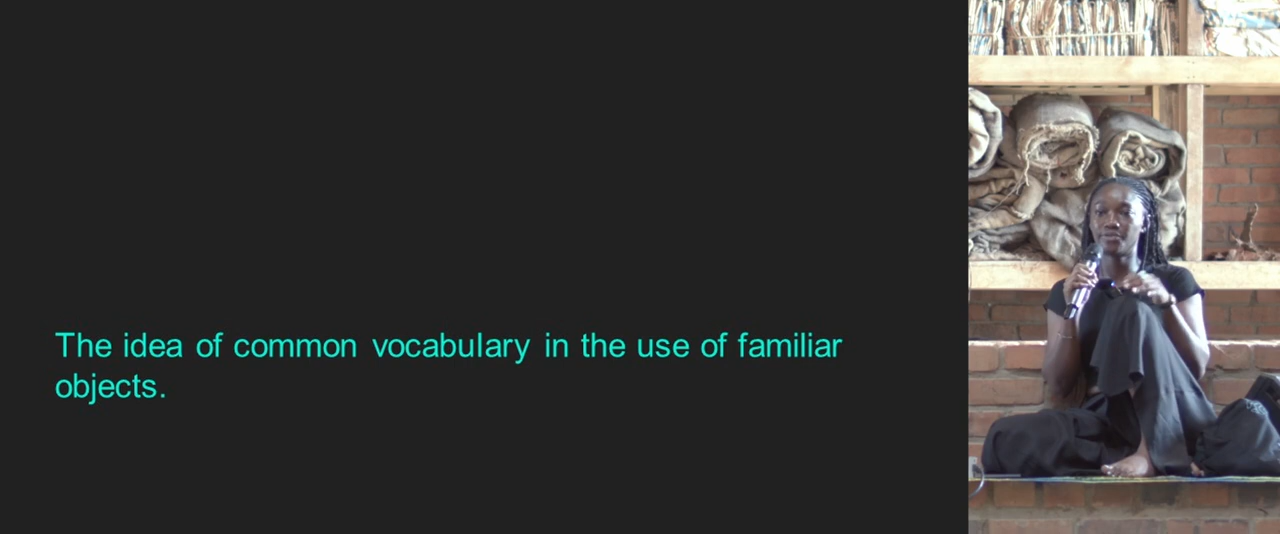 The idea of common vocabulary in the use of familiar
objects.